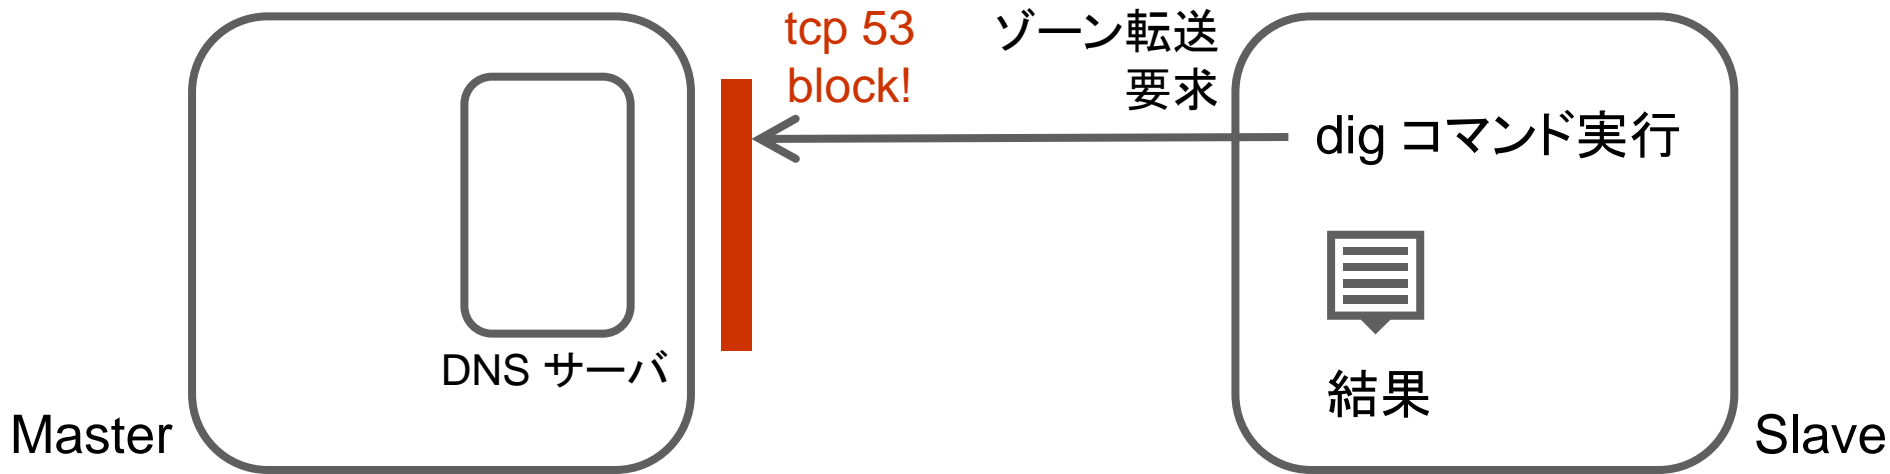 tcp 53
block!
ゾーン転送
要求
dig コマンド実行
DNS サーバ
結果
Master
Slave